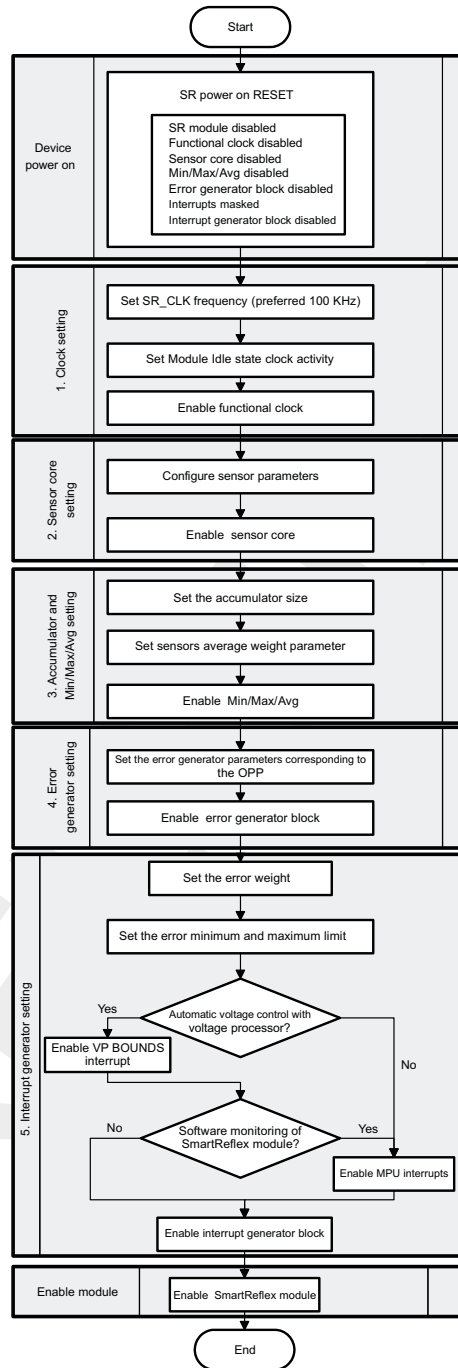 Start
Device
power on
SR power on RESET
SR module disabled
Functional clock disabled
Sensor core disabled
Min/Max/Avg disabled
Error generator block disabled
Interrupts masked
Interrupt generator block disabled
1. Clock setting
Set SR_CLK frequency (preferred 100 KHz)
Set Module Idle state clock activity
Enable functional clock
2. Sensor core
setting
Configure sensor parameters
Enable sensor core
3. Accumulator and
Min/Max/Avg setting
Set the accumulator size
Set sensors average weight parameter
Enable Min/Max/Avg
4. Error
generator setting
Set the error generator parameters corresponding to
the OPP
Enable error generator block
5. Interrupt generator setting
Set the error weight
Set the error minimum and maximum limit
Automatic voltage control with
voltage processor?
Yes
Enable VP BOUNDS
interrupt
No
Software monitoring of
SmartReflex module?
No
Yes
Enable MPU interrupts
Enable interrupt generator block
Enable module
Enable SmartReflex module
End